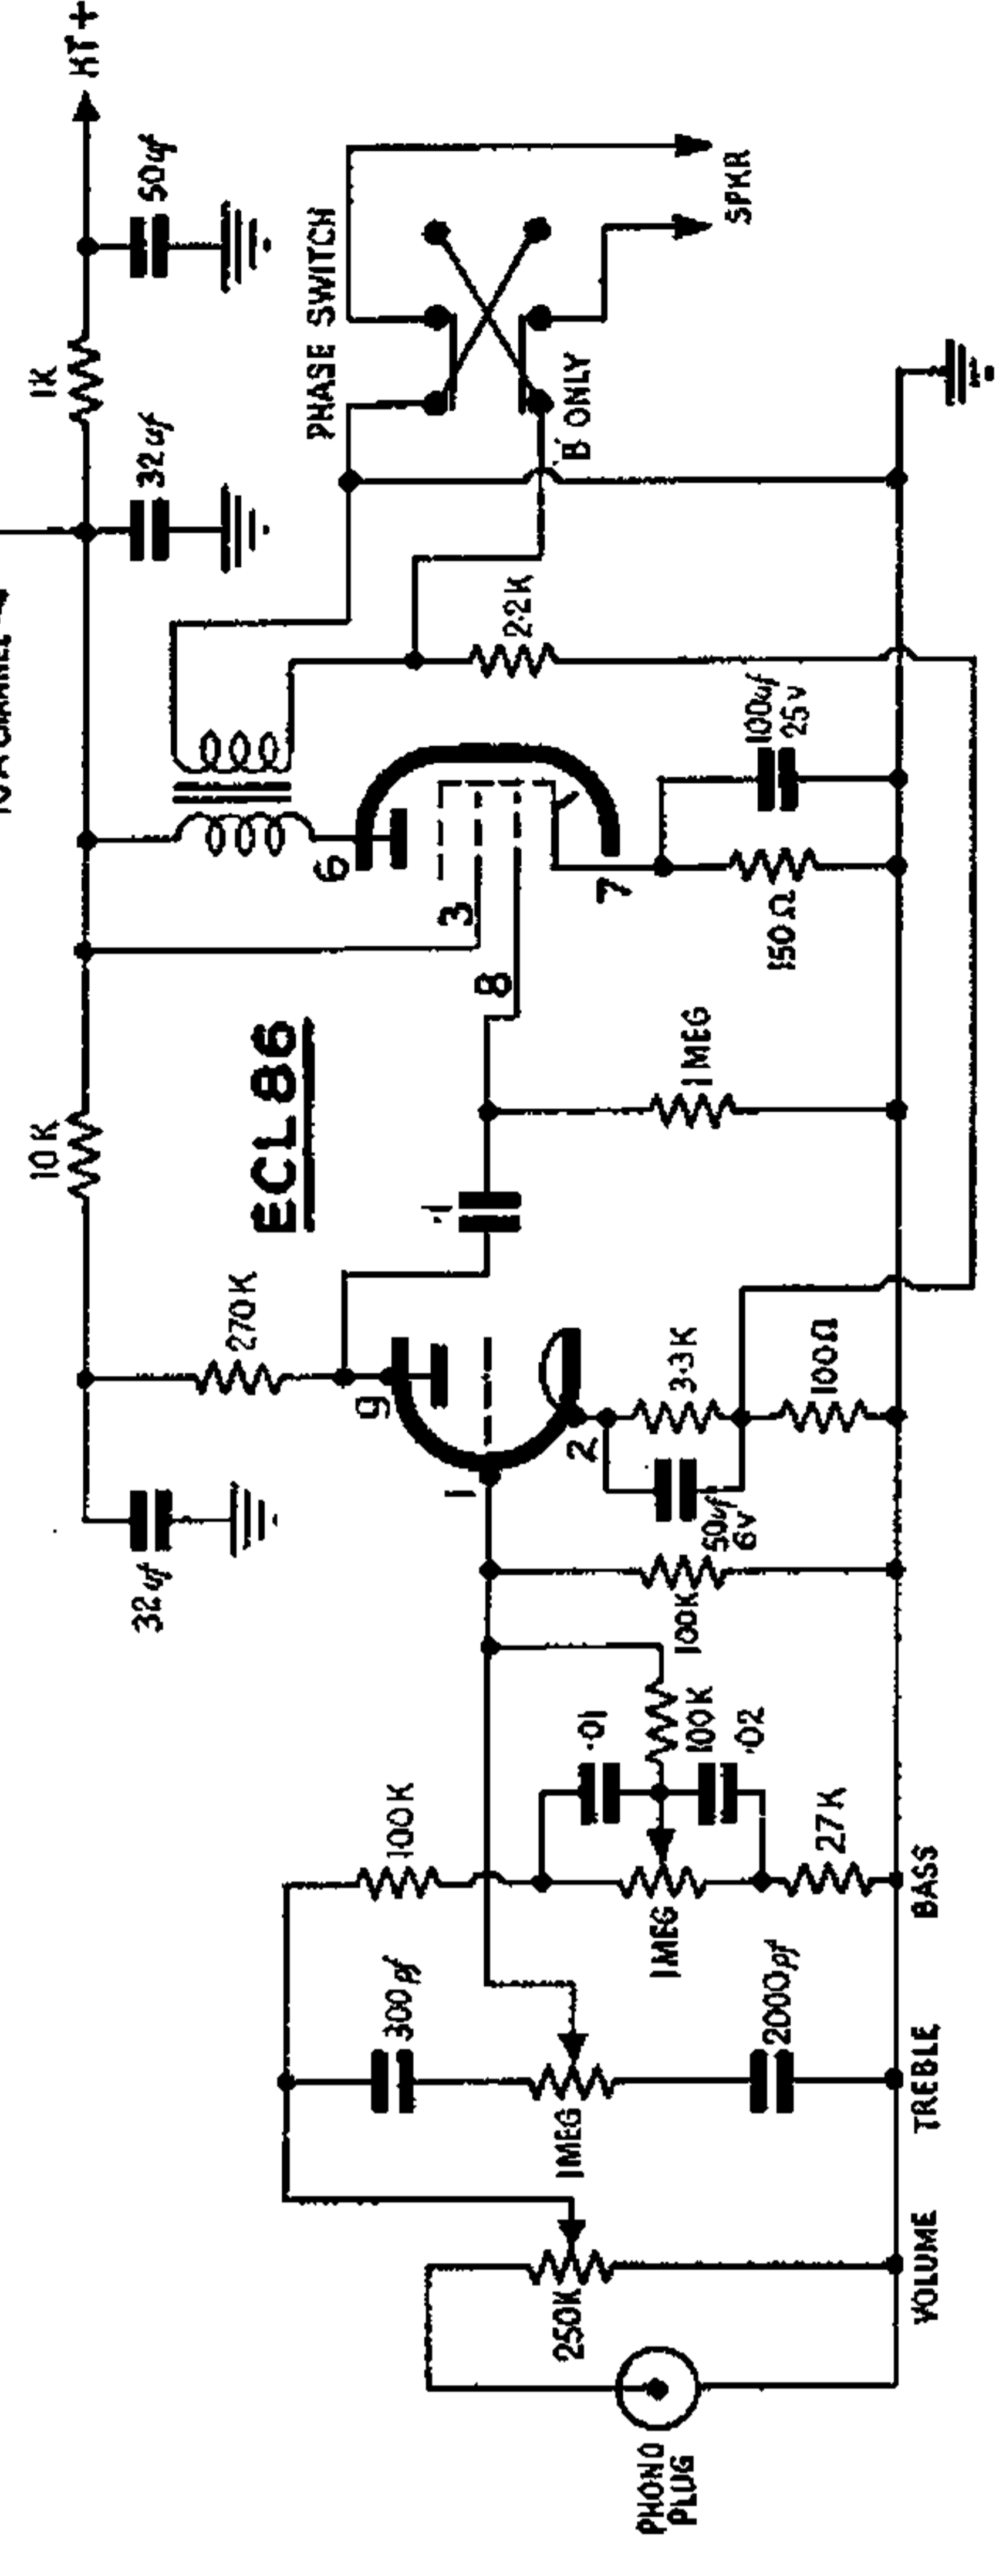 HT+
1K
50uf
10K
32uf
PHASE SWITCH
B ONLY
SPKR
2.2K
6
3
8
7
100uf
25V
150Ω
ECL86
1MEG
.1
270K
9
1
2
3.3K
100Ω
50uf
6V
32uf
100K
100K
.01
100K
.02
1MEG
27K
BASS
300pf
1MEG
2000pf
TREBLE
250K
VOLUME
PHONO
PLUG